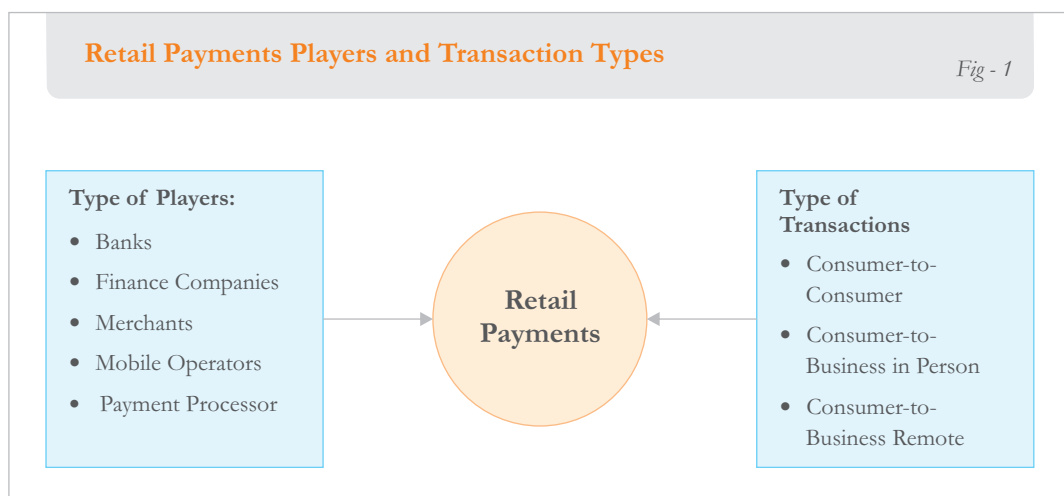 Retail Payments Players and Transaction Types
Fig - 1
Type of Players:
• Banks
• Finance Companies
• Merchants
• Mobile Operators
• Payment Processor
Retail
Payments
Type of
Transactions
• Consumer-to-
Consumer
• Consumer-to-
Business in Person
• Consumer-to-
Business Remote